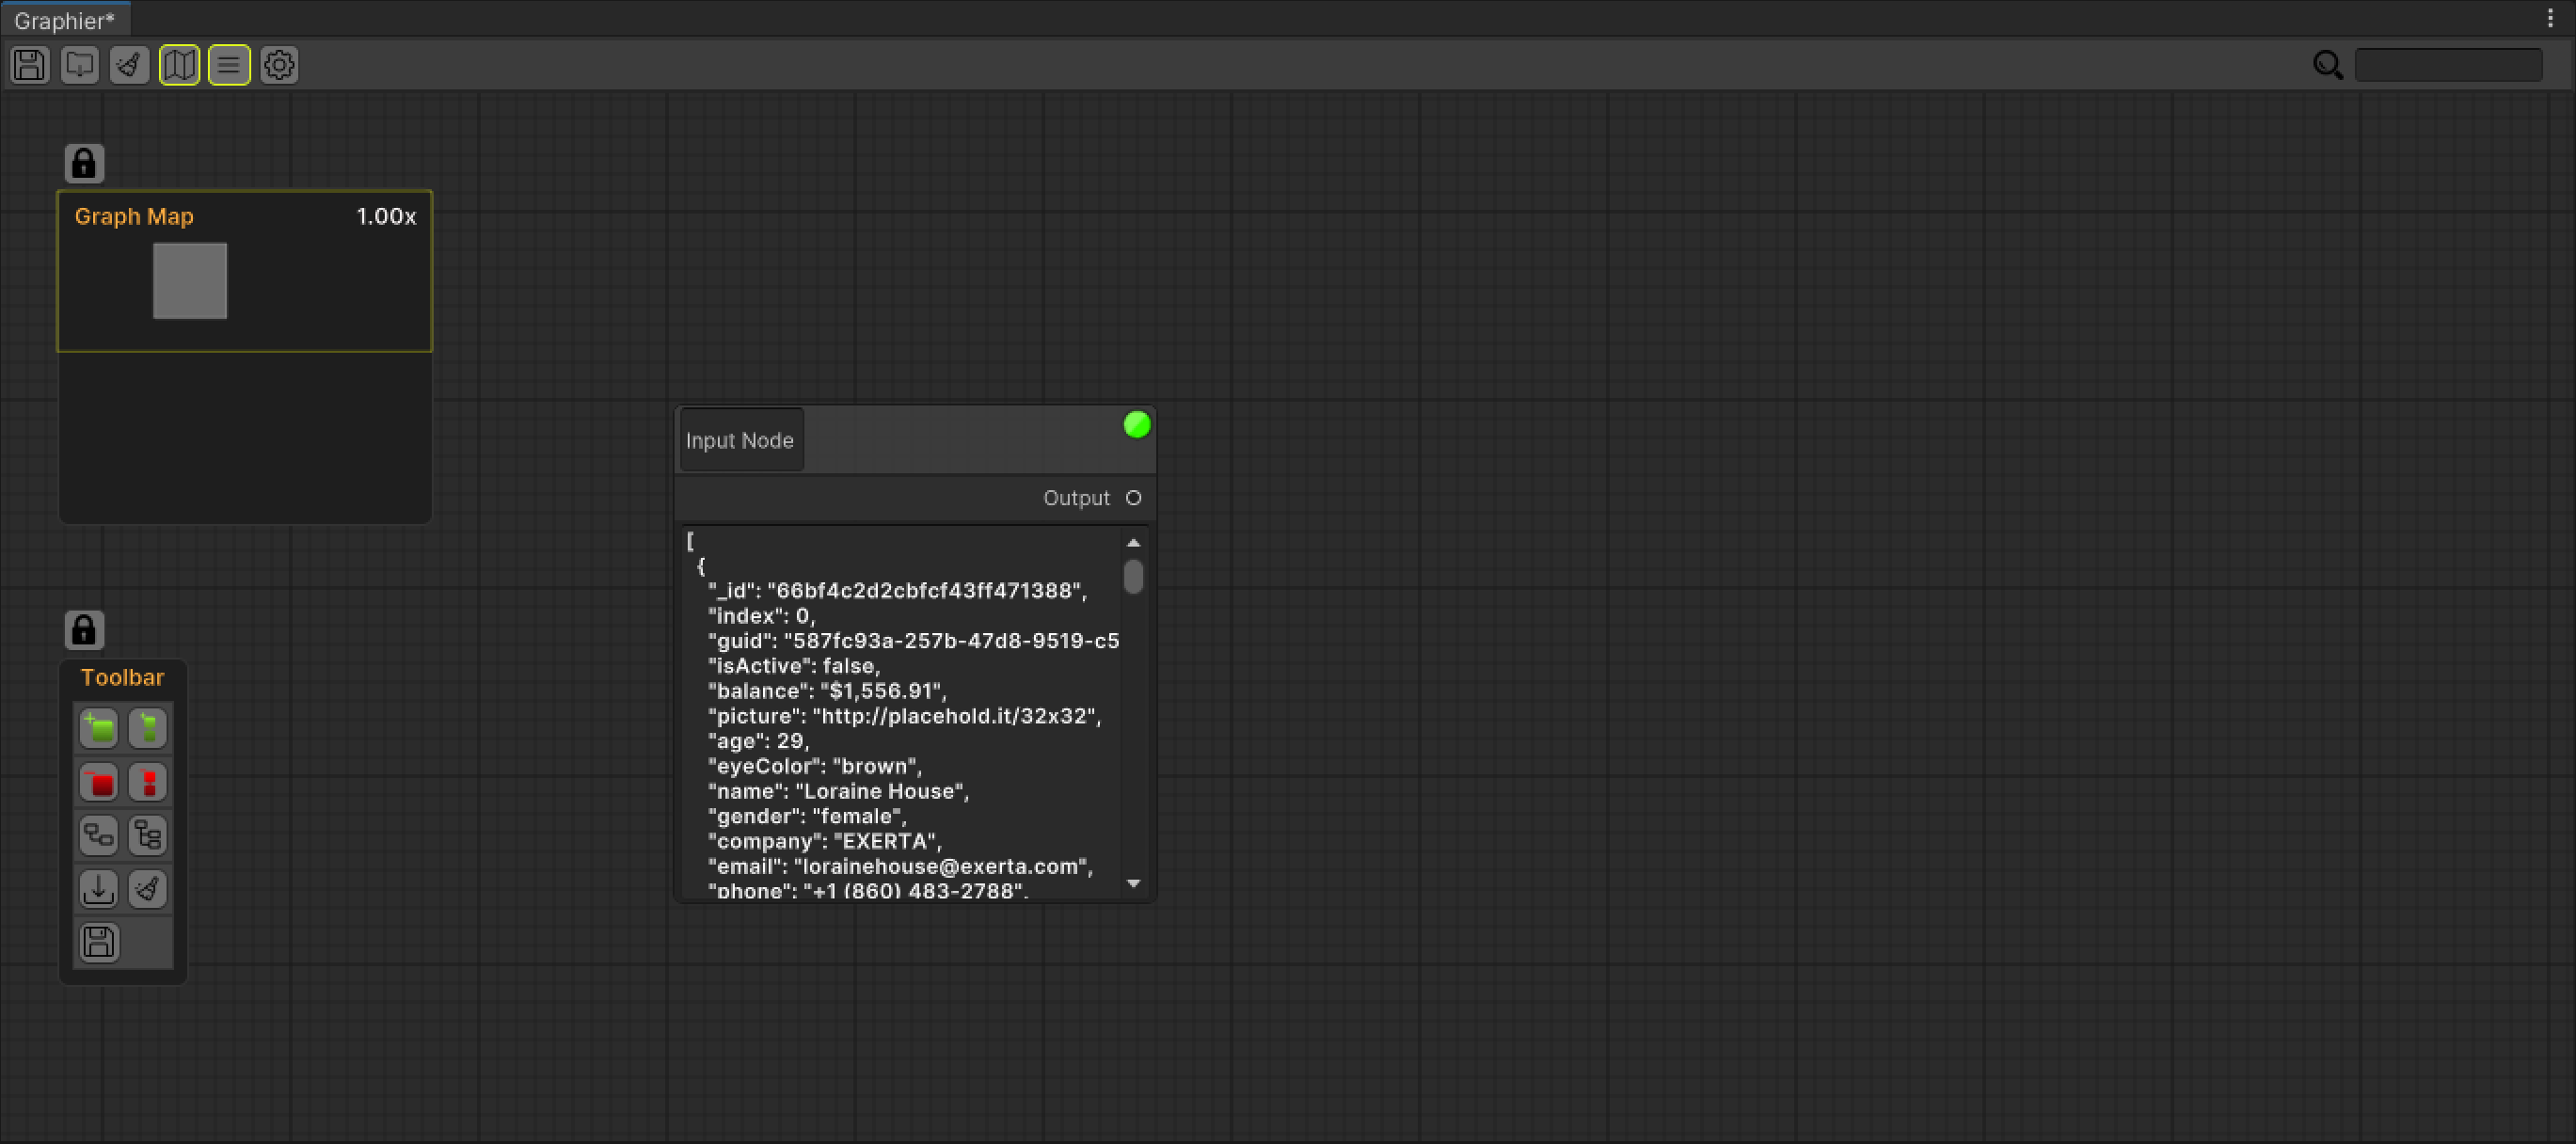 Graphier*
Graph Map 1.00x
Input Node
Output
[
{
"_id": "66bf4c2d2cbfcf43ff471388",
"index": 0,
"guid": "587fc93a-257b-47d8-9519-c5
"isActive": false,
"balance": "$1,556.91",
"picture": "http://placehold.it/32x32",
"age": 29,
"eyeColor": "brown",
"name": "Loraine House",
"gender": "female",
"company": "EXERTA",
"email": "lorainehouse@exerta.com",
"phone": "+1 (860) 483-2788",
Toolbar